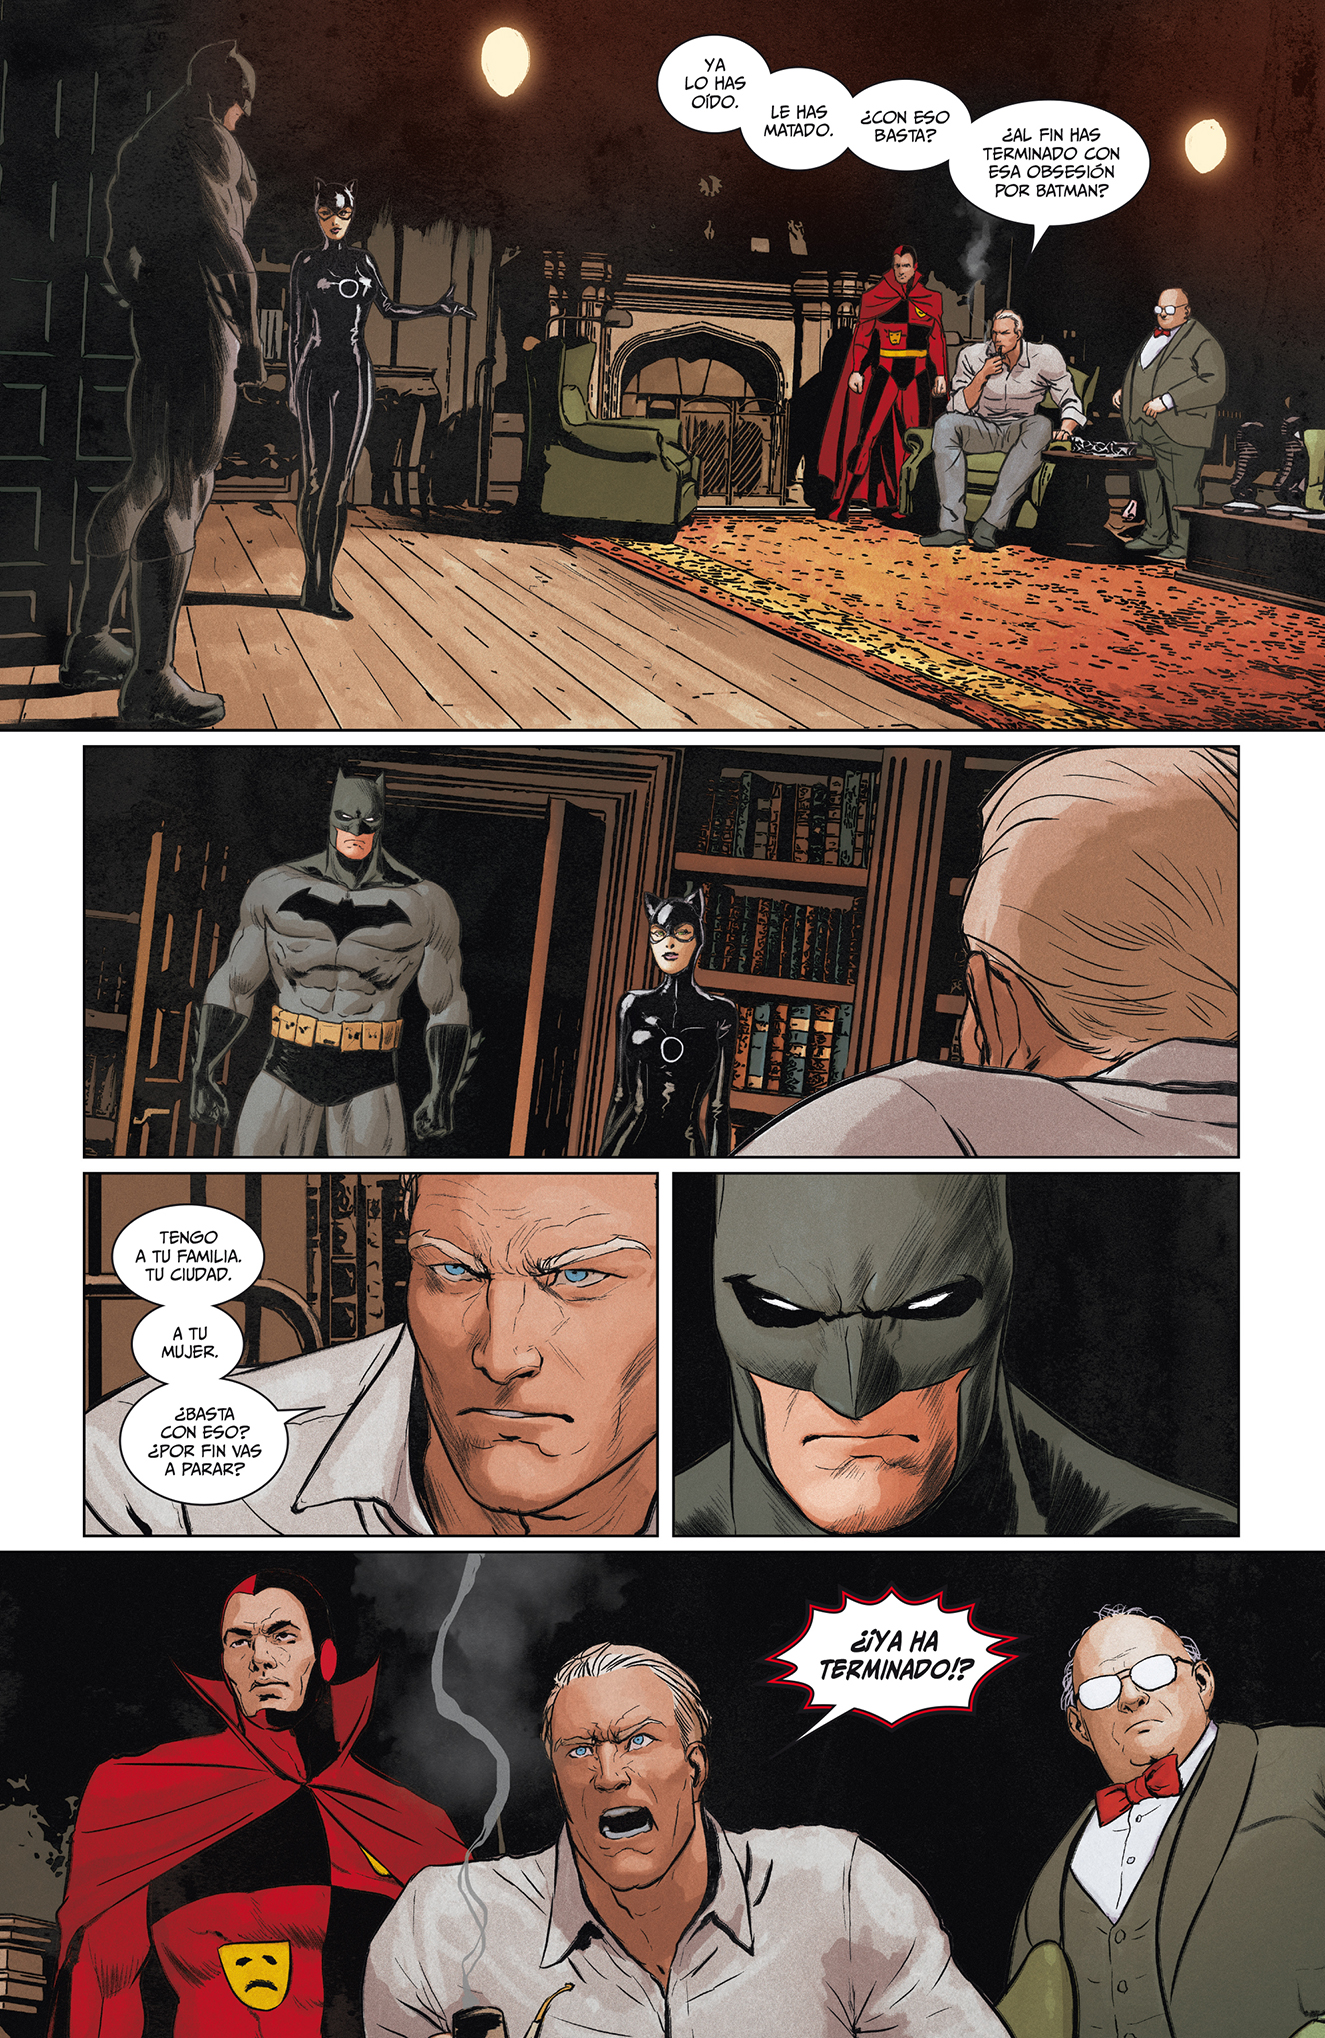 YA
LO HAS
OÍDO.
LE HAS
MATADO.
¿CON ESO
BASTA?
¿AL FIN HAS
TERMINADO CON
ESA OBSESIÓN
POR BATMAN?
TENGO
A TU FAMILIA.
TU CIUDAD.
A TU
MUJER.
¿BASTA
CON ESO?
¿POR FIN VAS
A PARAR?
¿¡YA HA
TERMINADO!?